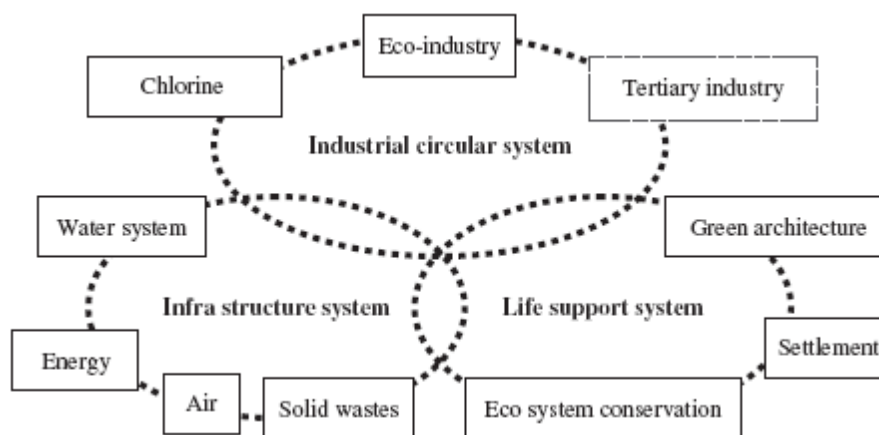 Eco-industry
Chlorine
Tertiary industry
Industrial circular system
Water system
Green architecture
Infra structure system
Life support system
Energy
Settlement
Air
Solid wastes
Eco system conservation